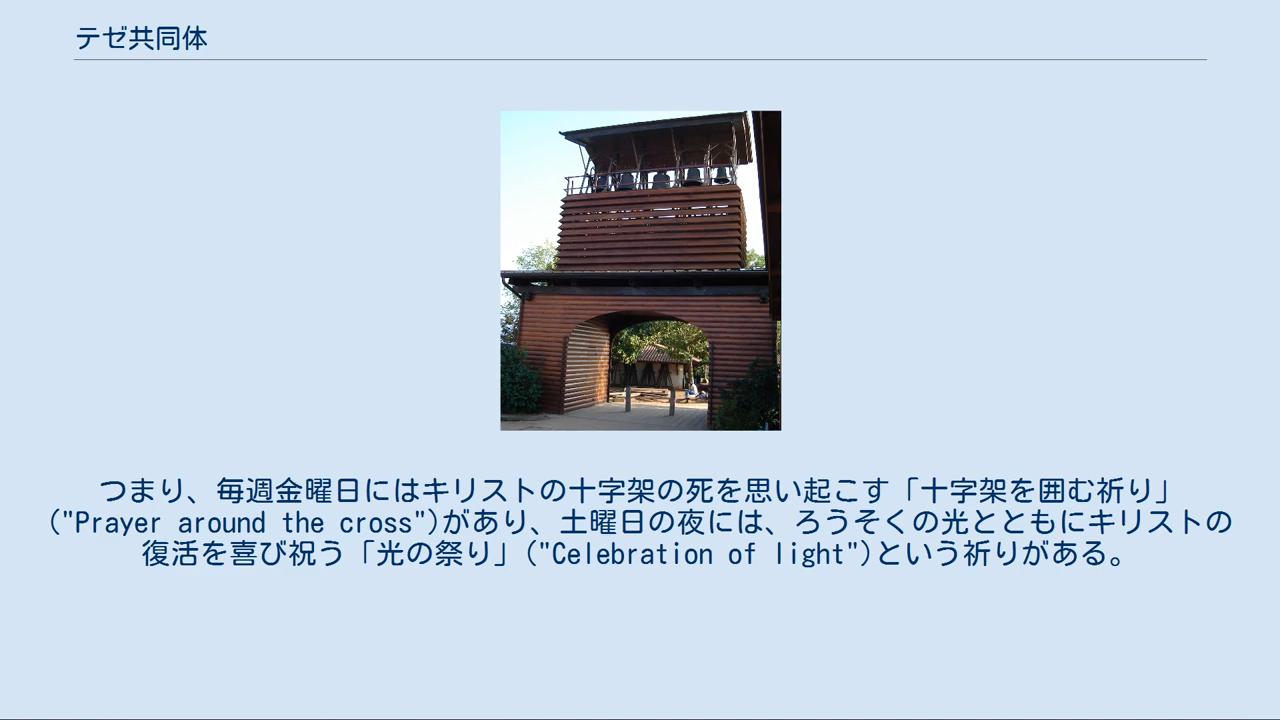 テゼ共同体
つまり、毎週金曜日にはキリストの十字架の死を思い起こす「十字架を囲む祈り」
("Prayer around the cross")があり、土曜日の夜には、ろうそくの光とともにキリストの
復活を喜び祝う「光の祭り」("Celebration of light")という祈りがある。